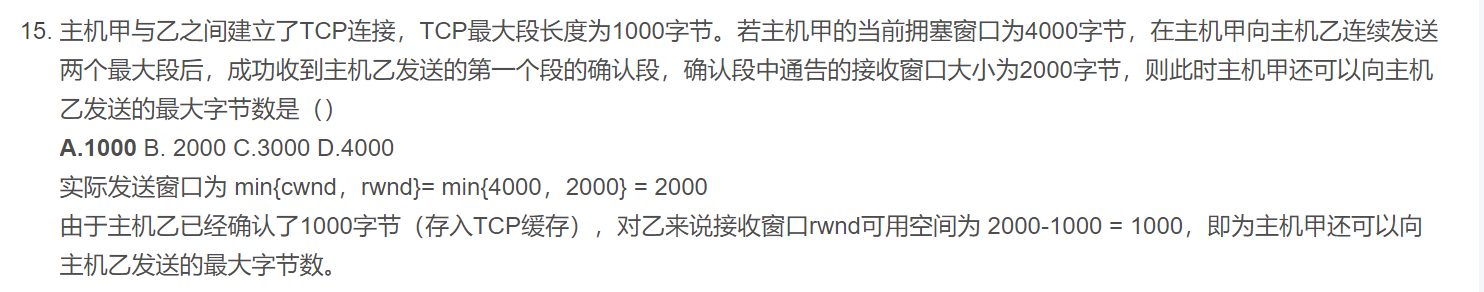 15. 主机甲与乙之间建立了TCP连接，TCP最大段长度为1000字节。若主机甲的当前拥塞窗口为4000字节，在主机甲向主机乙连续发送
两个最大段后，成功收到主机乙发送的第一个段的确认段，确认段中通告的接收窗口大小为2000字节，则此时主机甲还可以向主机
乙发送的最大字节数是（）
A.1000 B. 2000 C.3000 D.4000
实际发送窗口为 min{cwnd，rwnd}= min{4000，2000} = 2000
由于主机乙已经确认了1000字节（存入TCP缓存），对乙来说接收窗口rwnd可用空间为 2000-1000 = 1000，即为主机甲还可以向
主机乙发送的最大字节数。